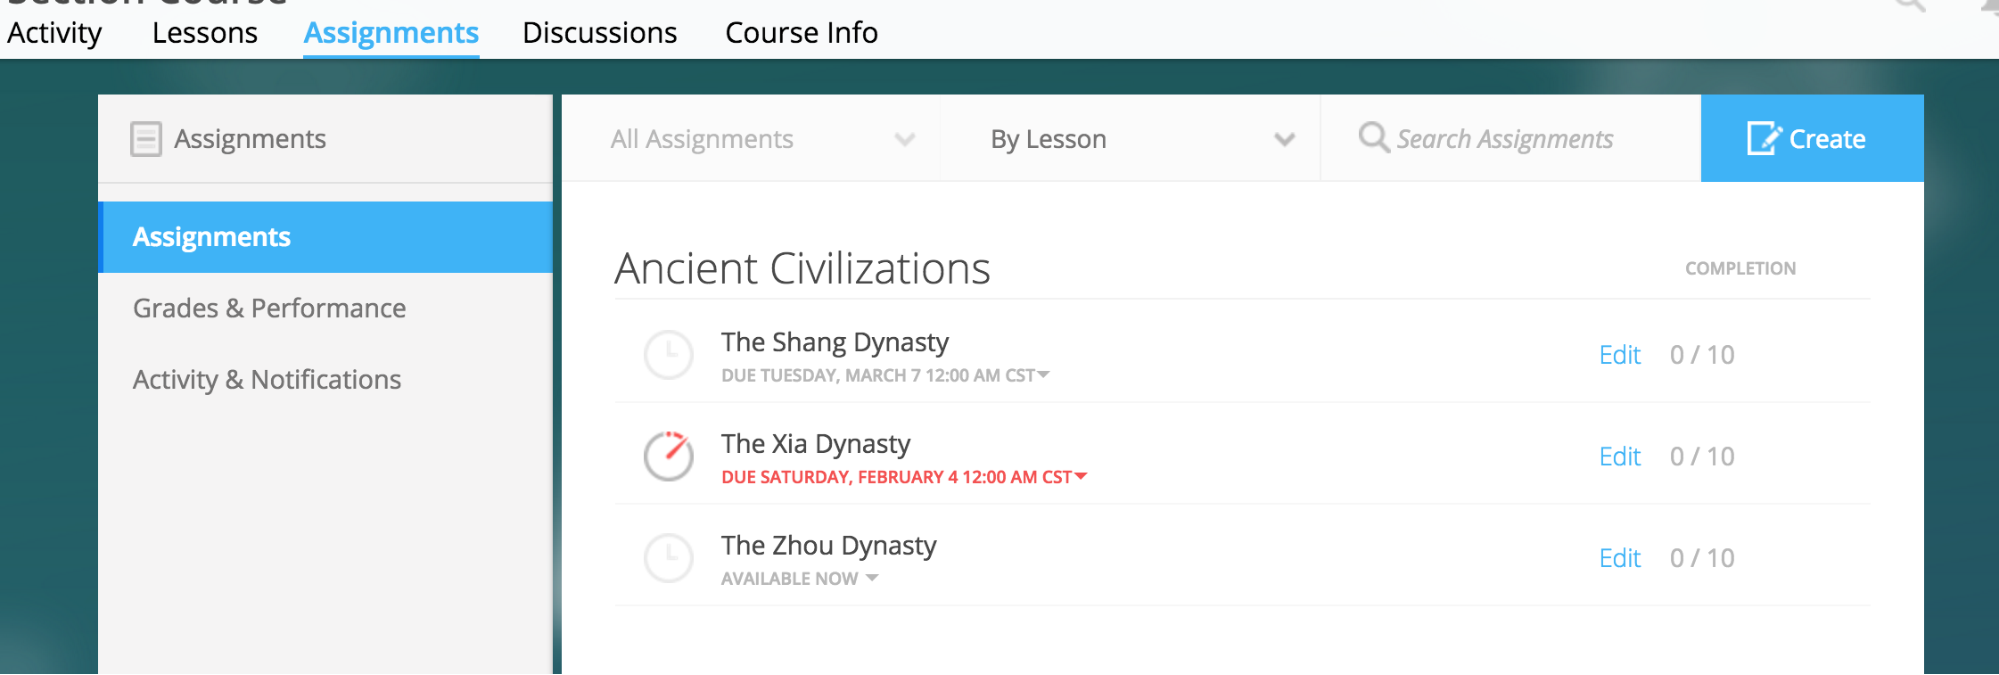 Section Course
Activity Lessons Assignments Discussions Course Info
Assignments
All Assignments By Lesson Search Assignments Create
Assignments
Grades & Performance
Activity & Notifications
Ancient Civilizations COMPLETION
The Shang Dynasty
DUE TUESDAY, MARCH 7 12:00 AM CST
Edit 0 / 10
The Xia Dynasty
DUE SATURDAY, FEBRUARY 4 12:00 AM CST
Edit 0 / 10
The Zhou Dynasty
AVAILABLE NOW
Edit 0 / 10